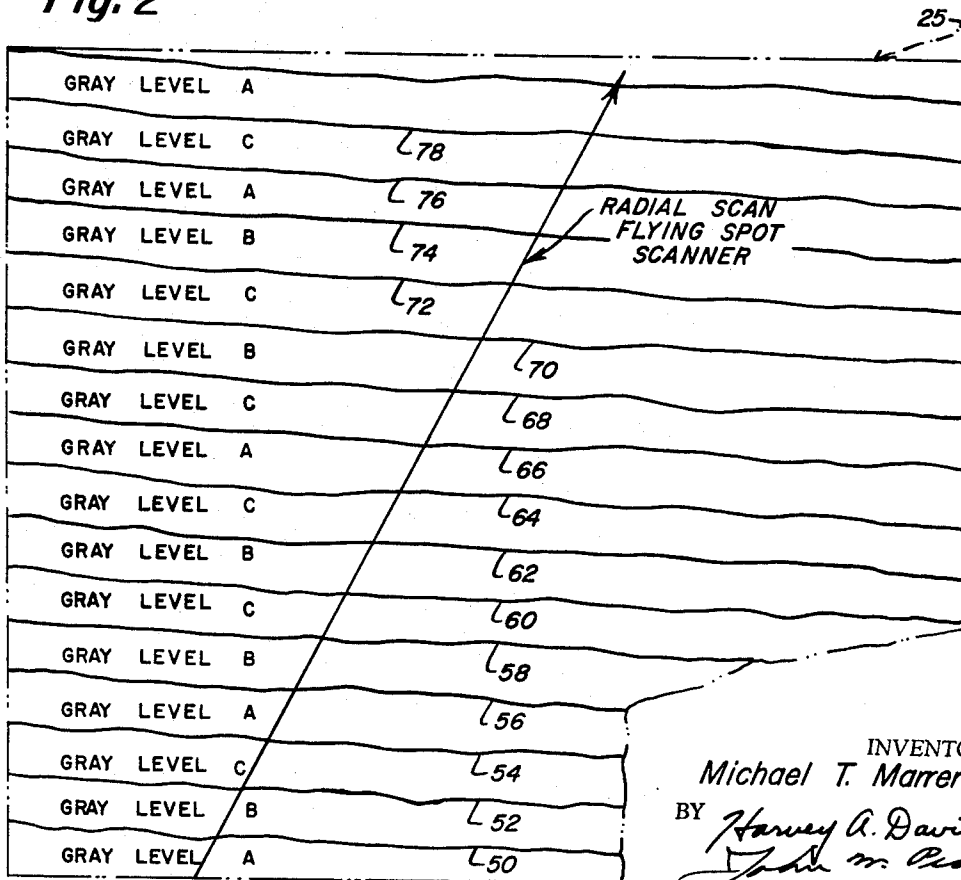 Fig. 2
25
GRAY LEVEL A
GRAY LEVEL C
78
GRAY LEVEL A
76
RADIAL SCAN
FLYING SPOT
SCANNER
GRAY LEVEL B
74
GRAY LEVEL C
72
GRAY LEVEL B
70
GRAY LEVEL C
68
GRAY LEVEL A
66
GRAY LEVEL C
64
GRAY LEVEL B
62
GRAY LEVEL C
60
GRAY LEVEL B
58
GRAY LEVEL A
56
GRAY LEVEL C
54
GRAY LEVEL B
52
GRAY LEVEL A
50
INVENTO
Michael T. Marrer
BY Harvey A. Davi
John m.